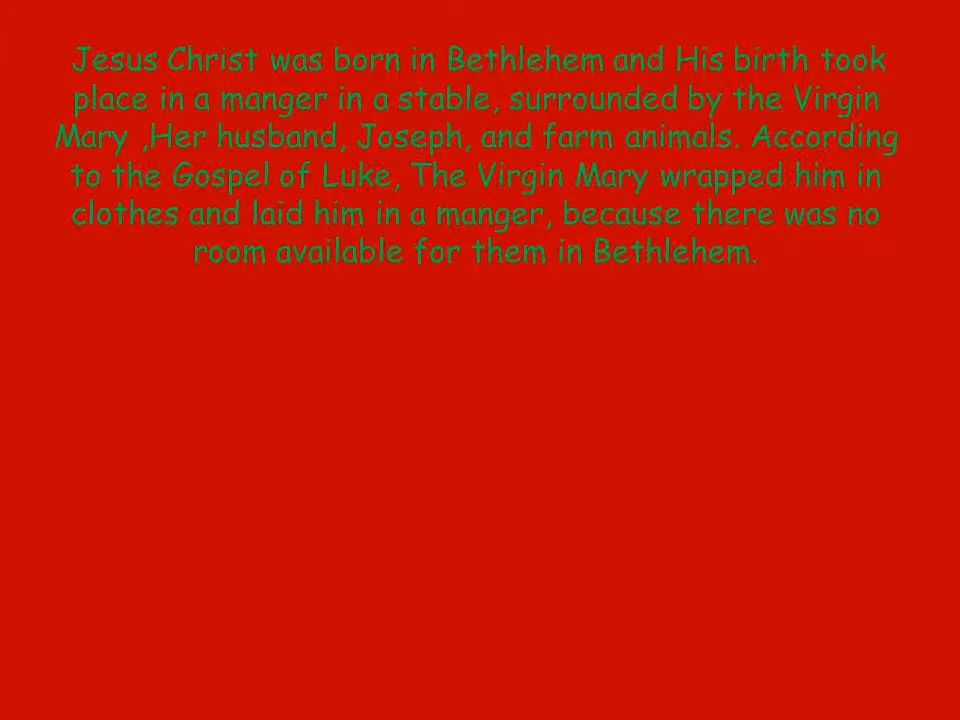 Jesus Christ was born in Bethlehem and His birth took
place in a manger in a stable, surrounded by the Virgin
Mary ,Her husband, Joseph, and farm animals. According
to the Gospel of Luke, The Virgin Mary wrapped him in
clothes and laid him in a manger, because there was no
room available for them in Bethlehem.